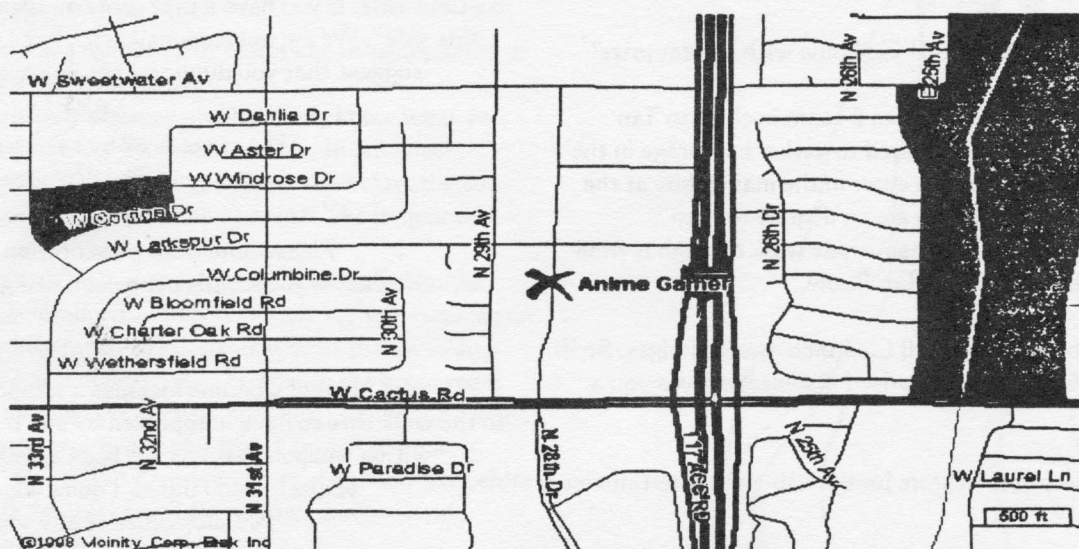 W Sweetwater Av
N 26th Av
N 25th Av
W Dahlia Dr
W Aster Dr
W Windrose Dr
N Dr
W Larkspur Dr
W Columbine Dr
W Bloomfield Rd
W Charter Oak Rd
W Wethersfield Rd
N 30th Av
N 29th Av
N 26th Dr
Anime Gamer
W Cactus Rd
N 33rd Av
N 32nd Av
N 31st Av
W Paradise Dr
N 28th Dr
N 25th Av
W Laurel Ln
500 ft
©1998 Vicinity Corp. Inc